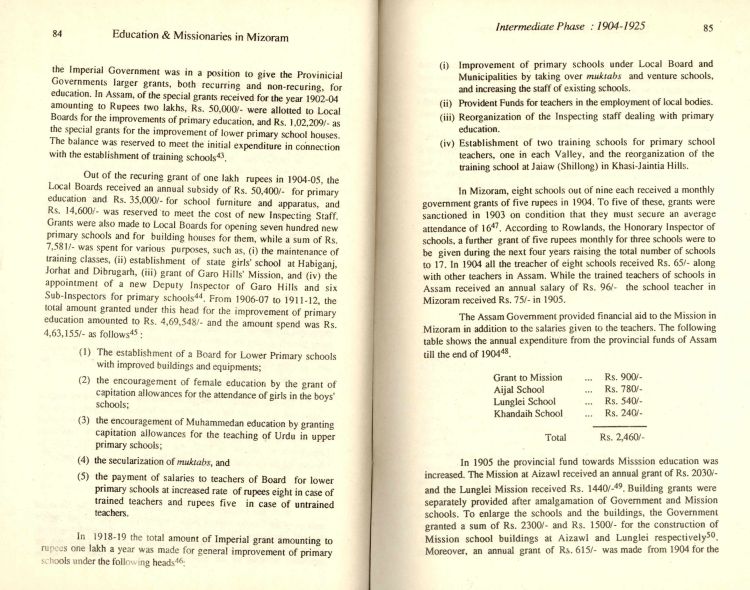 84 Education & Missionaries in Mizoram
the Imperial Government was in a position to give the Provinicial
Governments larger grants, both recurring and non-recuring, for
education. In Assam, of the special grants received for the year 1902-04
amounting to Rupees two lakhs, Rs. 50,000/- were allotted to Local
Boards for the improvements of primary education, and Rs. 1,02,209/- as
the special grants for the improvement of lower primary school houses.
The balance was reserved to meet the initial expenditure in connection
with the establishment of training schools43.
Out of the recuring grant of one lakh rupees in 1904-05, the
Local Boards received an annual subsidy of Rs. 50,400/- for primary
education and Rs. 35,000/- for school furniture and apparatus, and
Rs. 14,600/- was reserved to meet the cost of new Inspecting Staff.
Grants were also made to Local Boards for opening seven hundred new
primary schools and for building houses for them, while a sum of Rs.
7,581/- was spent for various purposes, such as, (i) the maintenance of
training classes, (ii) establishment of state girls' school at Habiganj,
Jorhat and Dibrugarh, (iii) grant of Garo Hills' Mission, and (iv) the
appointment of a new Deputy Inspector of Garo Hills and six
Sub-Inspectors for primary schools44. From 1906-07 to 1911-12, the
total amount granted under this head for the improvement of primary
education amounted to Rs. 4,69,548/- and the amount spend was Rs.
4,63,155/- as follows45 :
(1) The establishment of a Board for Lower Primary schools
with improved buildings and equipments;
(2) the encouragement of female education by the grant of
capitation allowances for the attendance of girls in the boys'
schools;
(3) the encouragement of Muhammedan education by granting
capitation allowances for the teaching of Urdu in upper
primary schools;
(4) the secularization of muktabs, and
(5) the payment of salaries to teachers of Board for lower
primary schools at increased rate of rupees eight in case of
trained teachers and rupees five in case of untrained
teachers.
In 1918-19 the total amount of Imperial grant amounting to
rupees one lakh a year was made for general improvement of primary
schools under the following heads46:
Intermediate Phase : 1904-1925 85
(i) Improvement of primary schools under Local Board and
Municipalities by taking over muktabs and venture schools,
and increasing the staff of existing schools.
(ii) Provident Funds for teachers in the employment of local bodies.
(iii) Reorganization of the Inspecting staff dealing with primary
education.
(iv) Establishment of two training schools for primary school
teachers, one in each Valley, and the reorganization of the
training school at Jaiaw (Shillong) in Khasi-Jaintia Hills.
In Mizoram, eight schools out of nine each received a monthly
government grants of five rupees in 1904. To five of these, grants were
sanctioned in 1903 on condition that they must secure an average
attendance of 1647. According to Rowlands, the Honorary Inspector of
schools, a further grant of five rupees monthly for three schools were to
be given during the next four years raising the total number of schools
to 17. In 1904 all the treacher of eight schools received Rs. 65/- along
with other teachers in Assam. While the trained teachers of schools in
Assam received an annual salary of Rs. 96/- the school teacher in
Mizoram received Rs. 75/- in 1905.
The Assam Government provided financial aid to the Mission in
Mizoram in addition to the salaries given to the teachers. The following
table shows the annual expenditure from the provincial funds of Assam
till the end of 190448.
Grant to Mission ... Rs. 900/-
Aijal School ... Rs. 780/-
Lunglei School ... Rs. 540/-
Khandaih School ... Rs. 240/-
Total Rs. 2,460/-
In 1905 the provincial fund towards Misssion education was
increased. The Mission at Aizawl received an annual grant of Rs. 2030/-
and the Lunglei Mission received Rs. 1440/-49. Building grants were
separately provided after amalgamation of Government and Mission
schools. To enlarge the schools and the buildings, the Government
granted a sum of Rs. 2300/- and Rs. 1500/- for the construction of
Mission school buildings at Aizawl and Lunglei respectively50.
Moreover, an annual grant of Rs. 615/- was made from 1904 for the